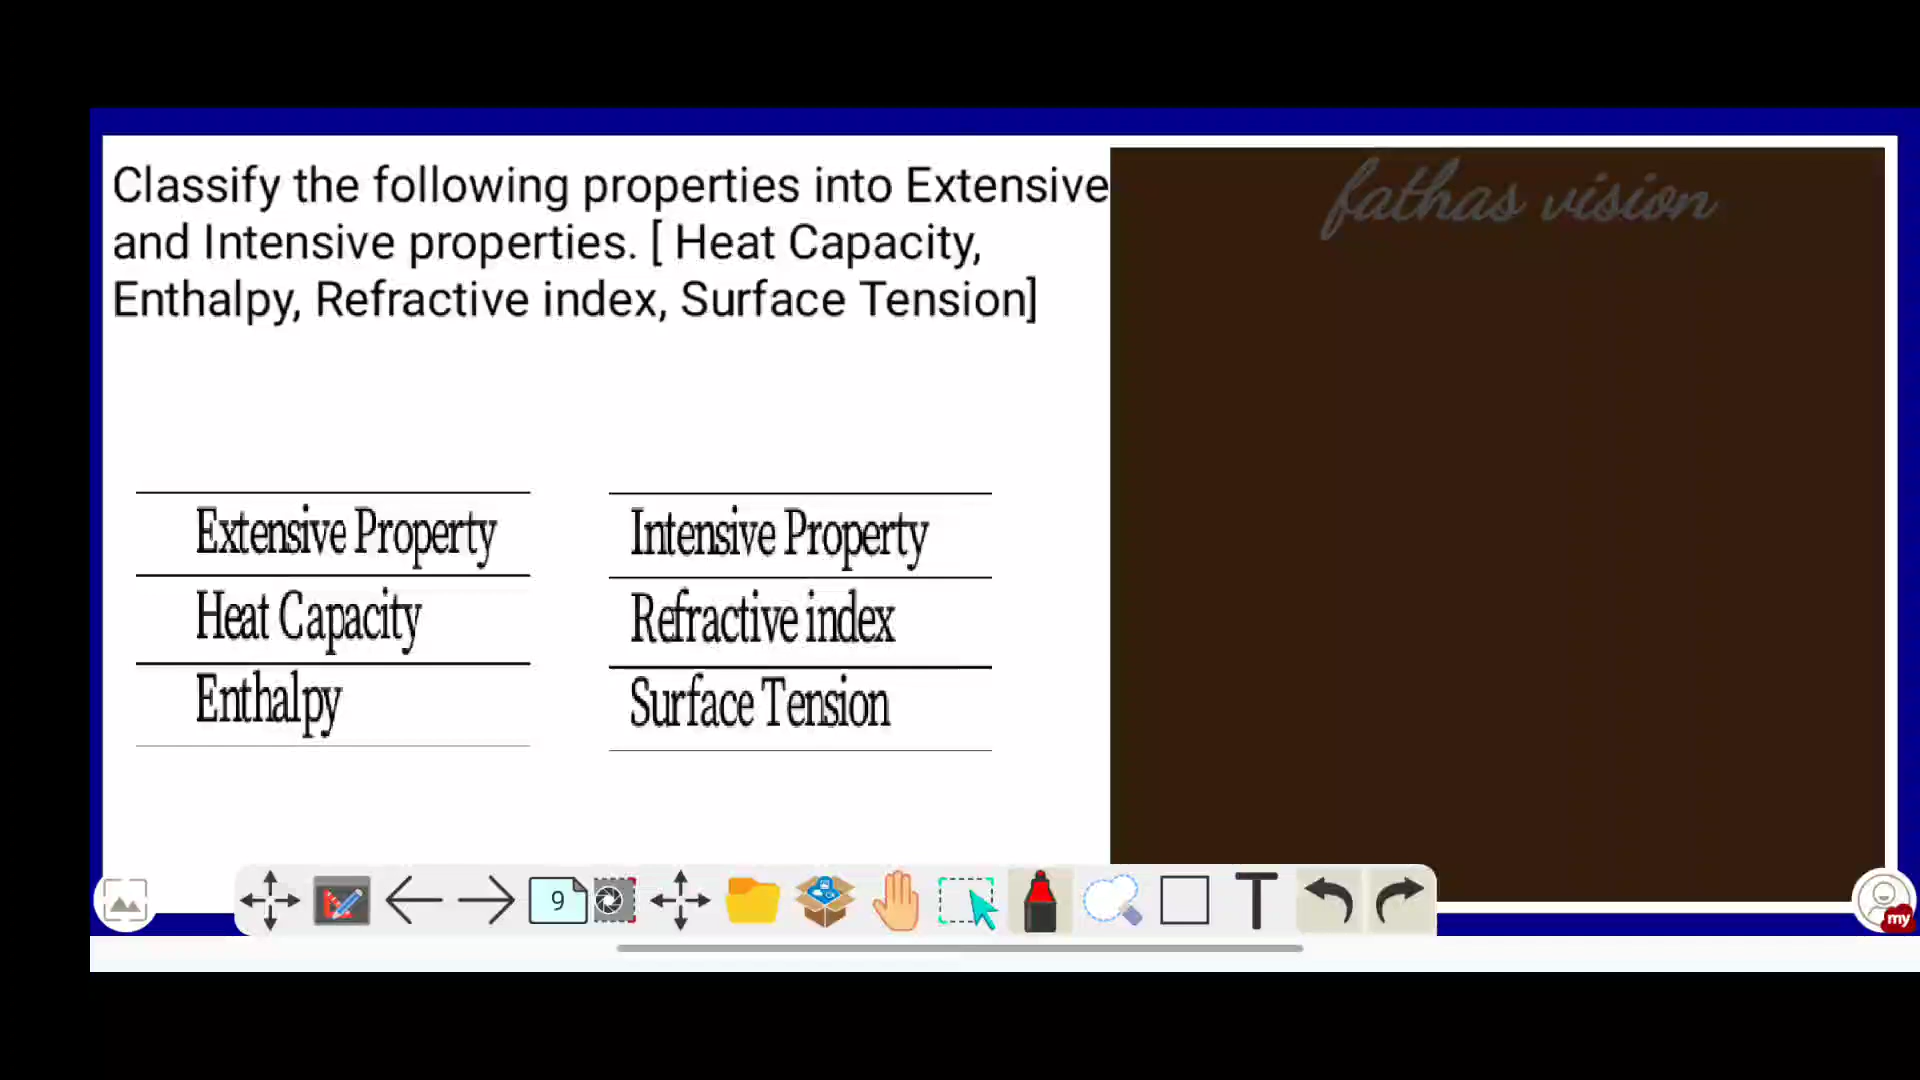 Classify the following properties into Extensive
and Intensive properties. [ Heat Capacity,
Enthalpy, Refractive index, Surface Tension]
fathas vision
Extensive Property
Heat Capacity
Enthalpy
Intensive Property
Refractive index
Surface Tension
9
T
my